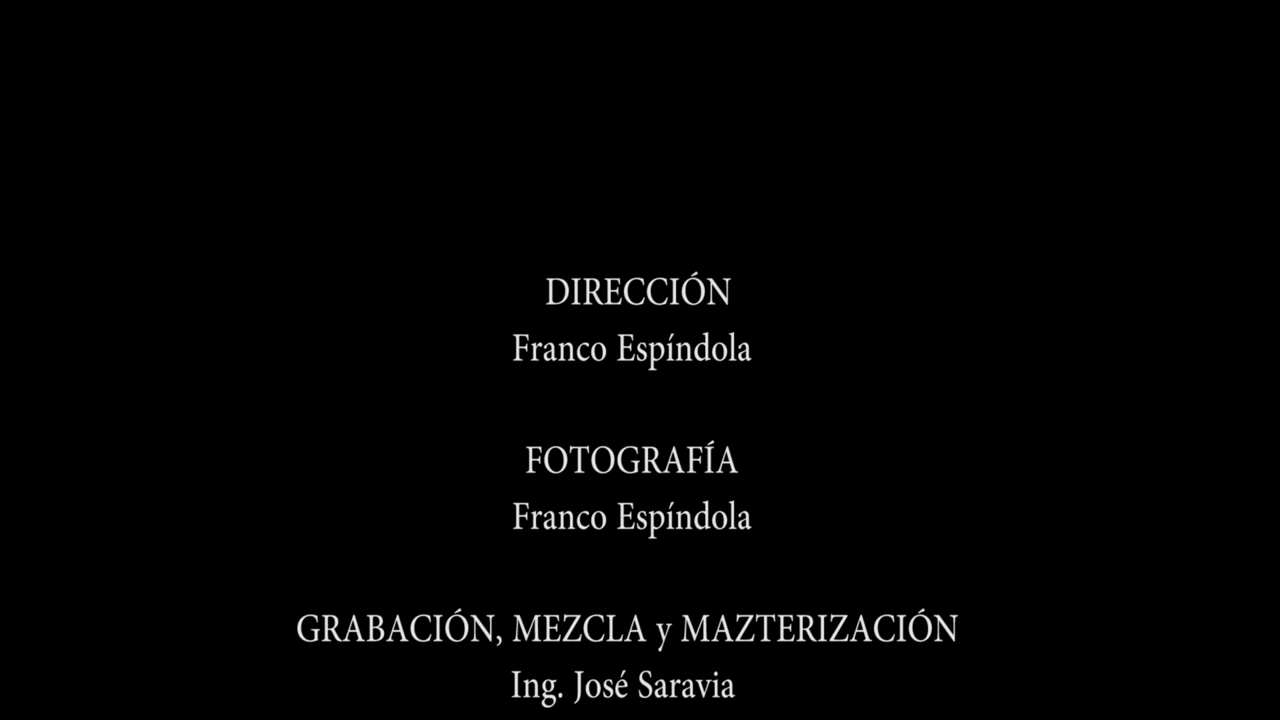 DIRECCIÓN
Franco Espíndola
FOTOGRAFÍA
Franco Espíndola
GRABACIÓN, MEZCLA y MAZTERIZACIÓN
Ing. José Saravia